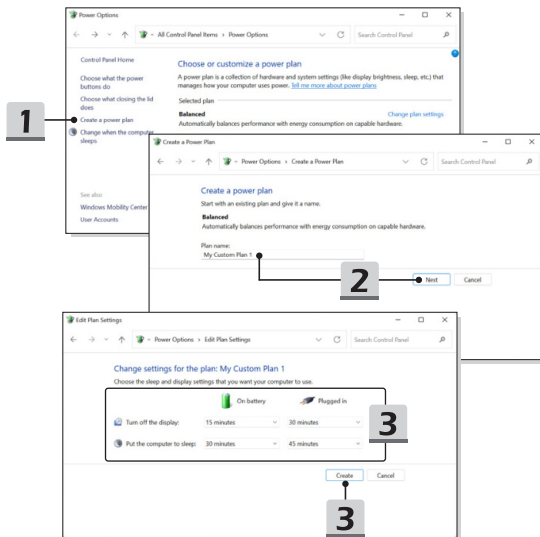 Power Options
All Control Panel Items > Power Options
Search Control Panel
Control Panel Home
Choose what the power
buttons do
Choose what closing the lid
does
Create a power plan
Change when the computer
sleeps
See also
Windows Mobility Center
User Accounts
Choose or customize a power plan
A power plan is a collection of hardware and system settings (like display brightness, sleep, etc.) that
manages how your computer uses power. Tell me more about power plans
Selected plan
Balanced
Change plan settings
Automatically balances performance with energy consumption on capable hardware.
1
Create a Power Plan
Power Options > Create a Power Plan
Search Control Panel
Create a power plan
Start with an existing plan and give it a name.
Balanced
Automatically balances performance with energy consumption on capable hardware.
Plan name:
My Custom Plan 1
2
Next
Cancel
Edit Plan Settings
Power Options > Edit Plan Settings
Search Control Panel
Change settings for the plan: My Custom Plan 1
Choose the sleep and display settings that you want your computer to use.
On battery
Plugged in
Turn off the display:
15 minutes
30 minutes
Put the computer to sleep:
30 minutes
45 minutes
3
Create
Cancel
3